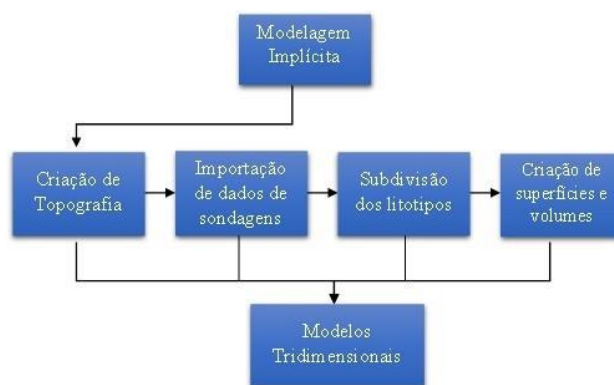 Modelagem
Implícita
Criação de
Topografia
Importação
de dados de
sondagens
Subdivisão
dos litotipos
Criação de
superfícies e
volumes
Modelos
Tridimensionais